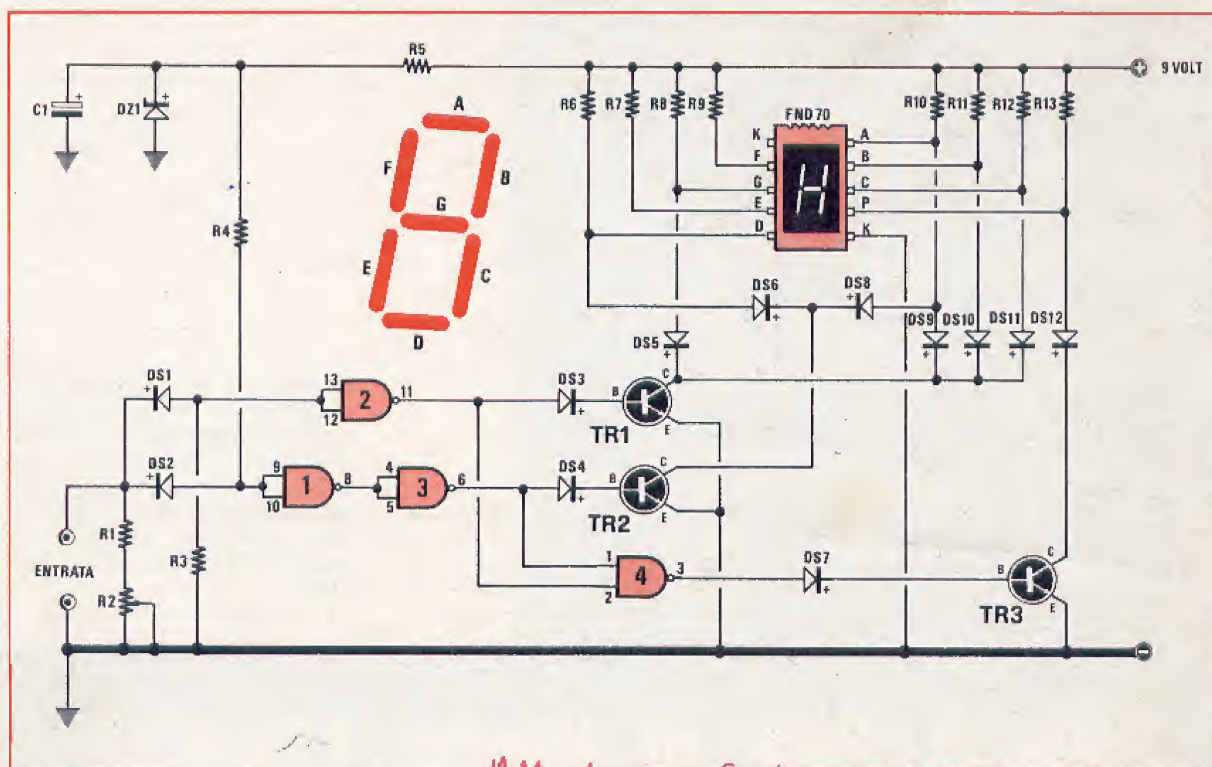 R5
9 VOLT
C1
DZ1
R6
R7
R8
R9
FND70
R10
R11
R12
R13
A
F
B
G
E
C
D
K
F
G
E
D
A
B
C
P
K
R4
DS6
DS8
DS5
DS9
DS10
DS11
DS12
DS1
13
12
2
11
DS3
B
C
E
TR1
DS2
9
10
1
8
4
5
3
6
DS4
B
C
E
TR2
R1
ENTRATA
R2
R3
1
2
4
3
DS7
B
C
E
TR3